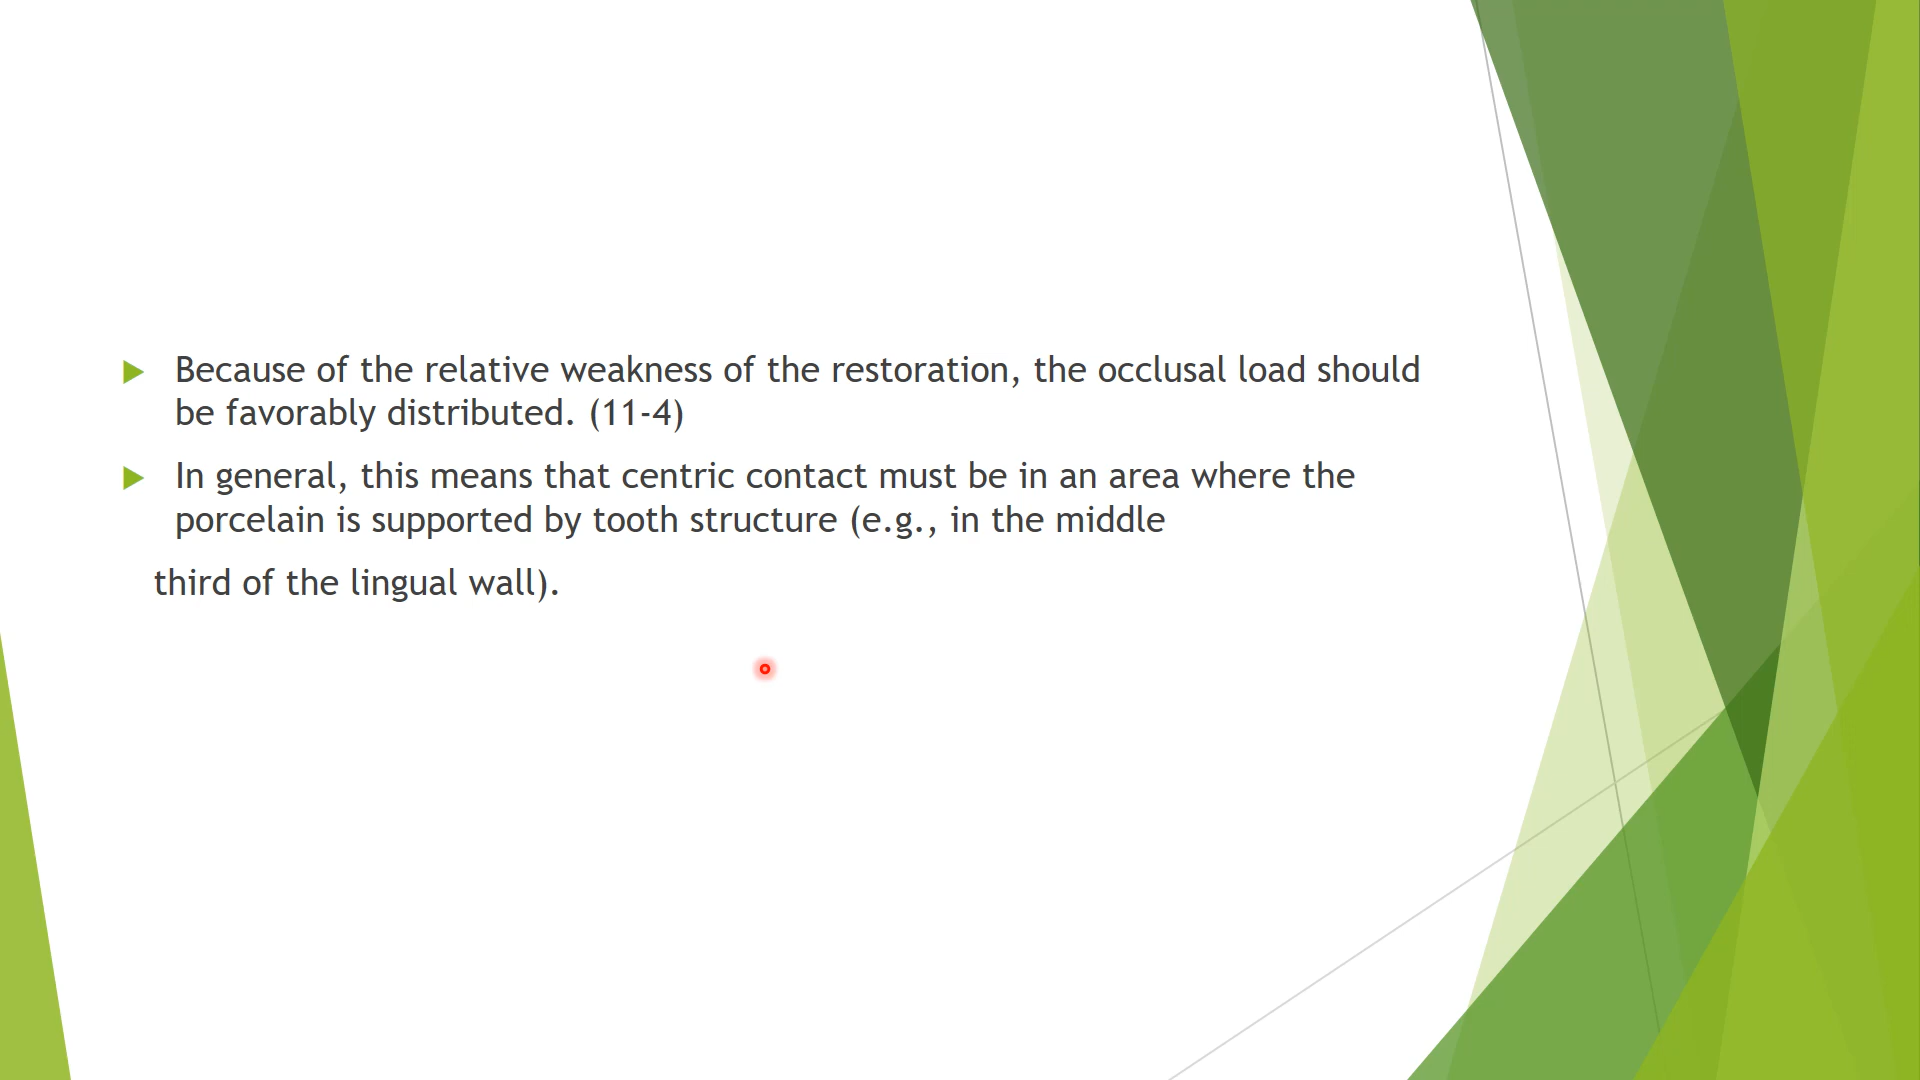 Because of the relative weakness of the restoration, the occlusal load should
be favorably distributed. (11-4)
In general, this means that centric contact must be in an area where the
porcelain is supported by tooth structure (e.g., in the middle
third of the lingual wall).